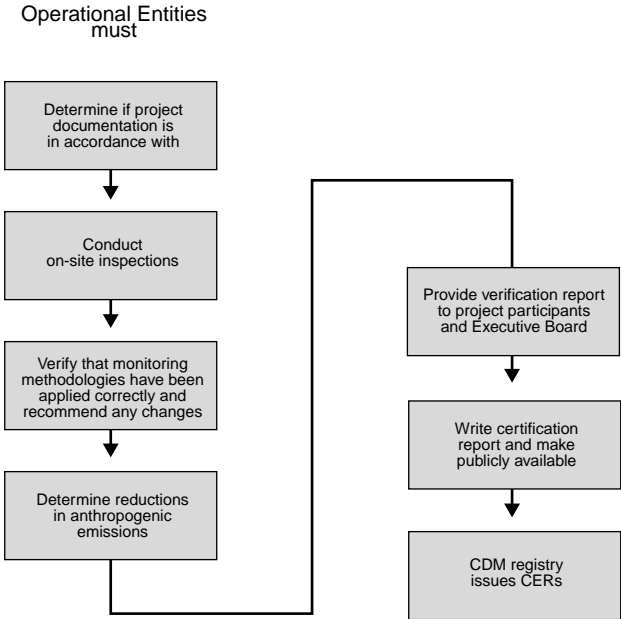 Operational Entities
must
Determine if project
documentation is
in accordance with
Conduct
on-site inspections
Verify that monitoring
methodologies have been
applied correctly and
recommend any changes
Determine reductions
in anthropogenic
emissions
Provide verification report
to project participants
and Executive Board
Write certification
report and make
publicly available
CDM registry
issues CERs